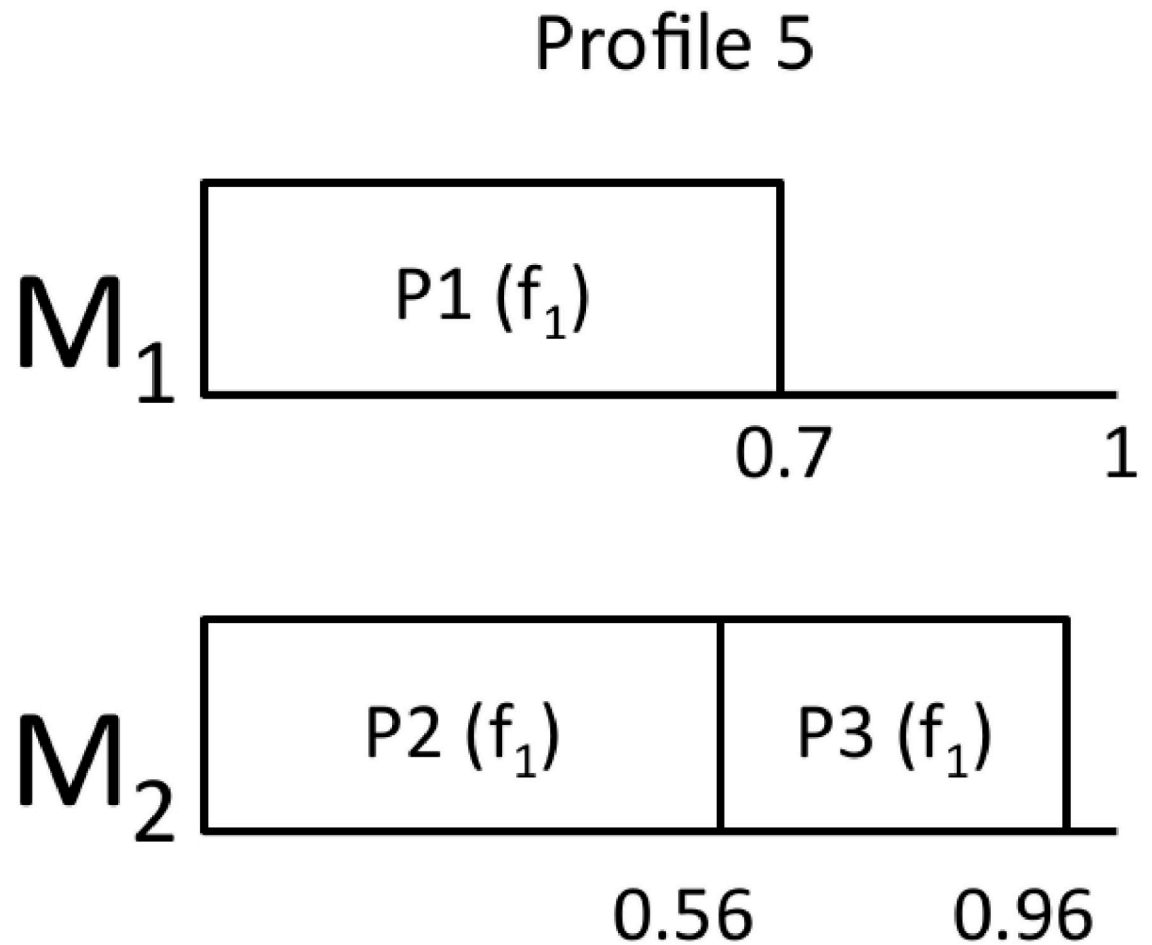 Profile 5
P1 (f₁)
M₁
0.7 1
P2 (f₁) P3 (f₁)
M₂
0.56 0.96